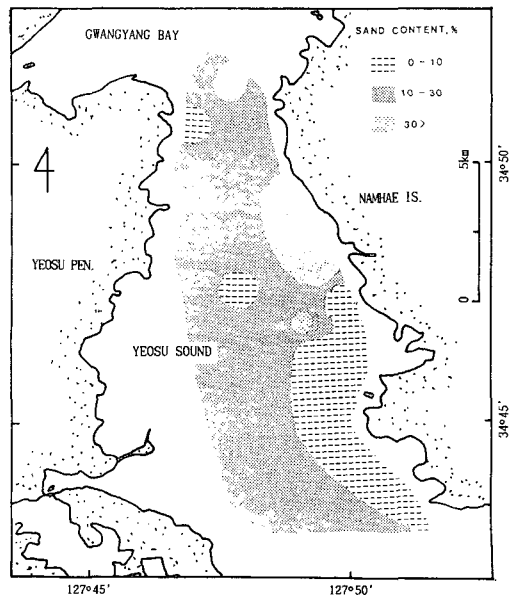 GWANGYANG BAY
SAND CONTENT, %
0 - 10
10 - 30
30>
5km
0
34°50'
4
NAMHAE IS.
YEOSU PEN.
YEOSU SOUND
34°45'
127°45'
127°50'